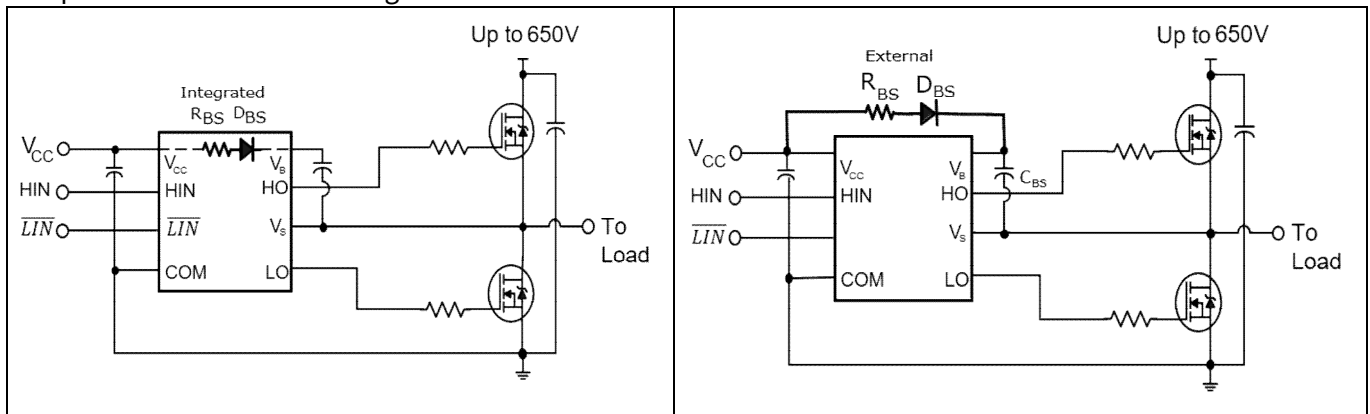 Up to 650V
Integrated
RBS DBS
VCC
VCC
VB
HIN
HIN
HO
LIN
LIN
VS
To
Load
COM
LO
Up to 650V
External
RBS DBS
VCC
VCC
VB
CBS
HIN
HIN
HO
LIN
VS
To
Load
COM
LO